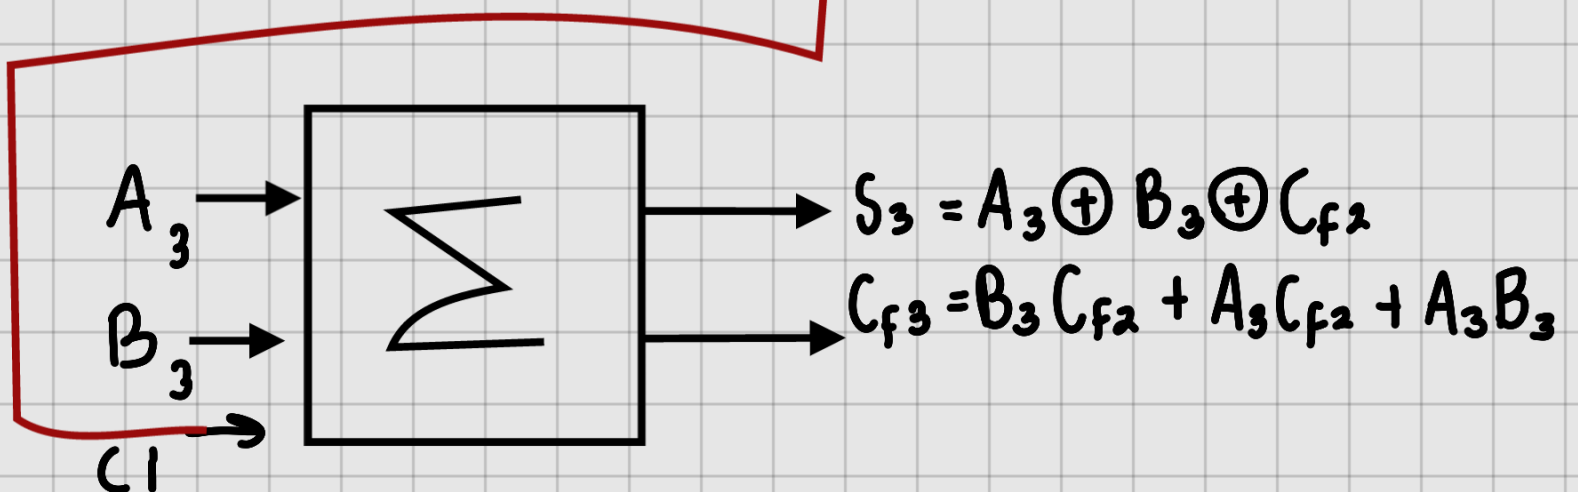 A₃
S₃ = A₃ ⊕ B₃ ⊕ Cf₂
Cf₃ = B₃ Cf₂ + A₃ Cf₂ + A₃ B₃
Σ
B₃
C1